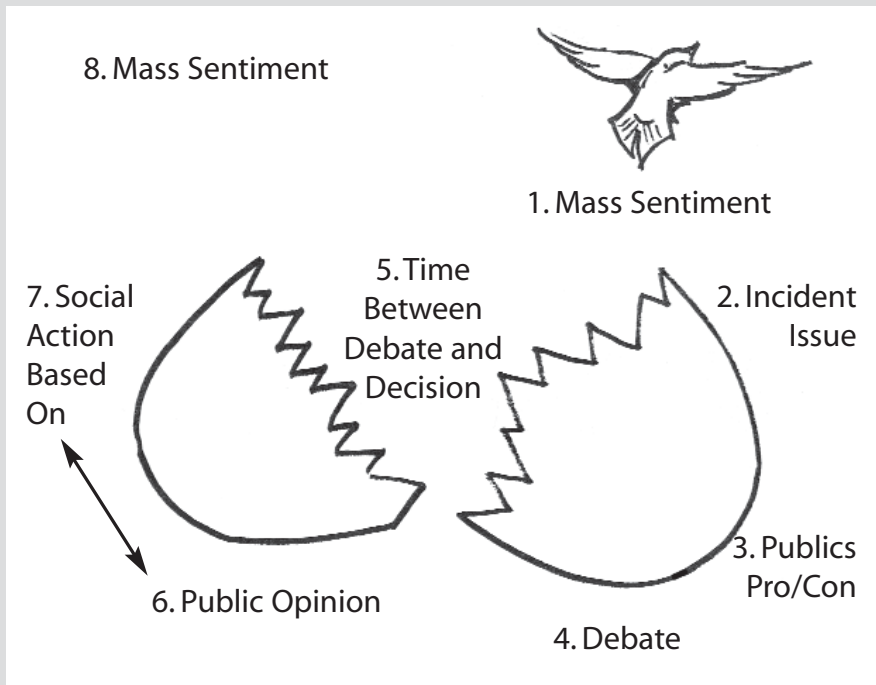 8. Mass Sentiment
1. Mass Sentiment
2. Incident
Issue
3. Publics
Pro/Con
4. Debate
5. Time
Between
Debate and
Decision
6. Public Opinion
7. Social
Action
Based
On